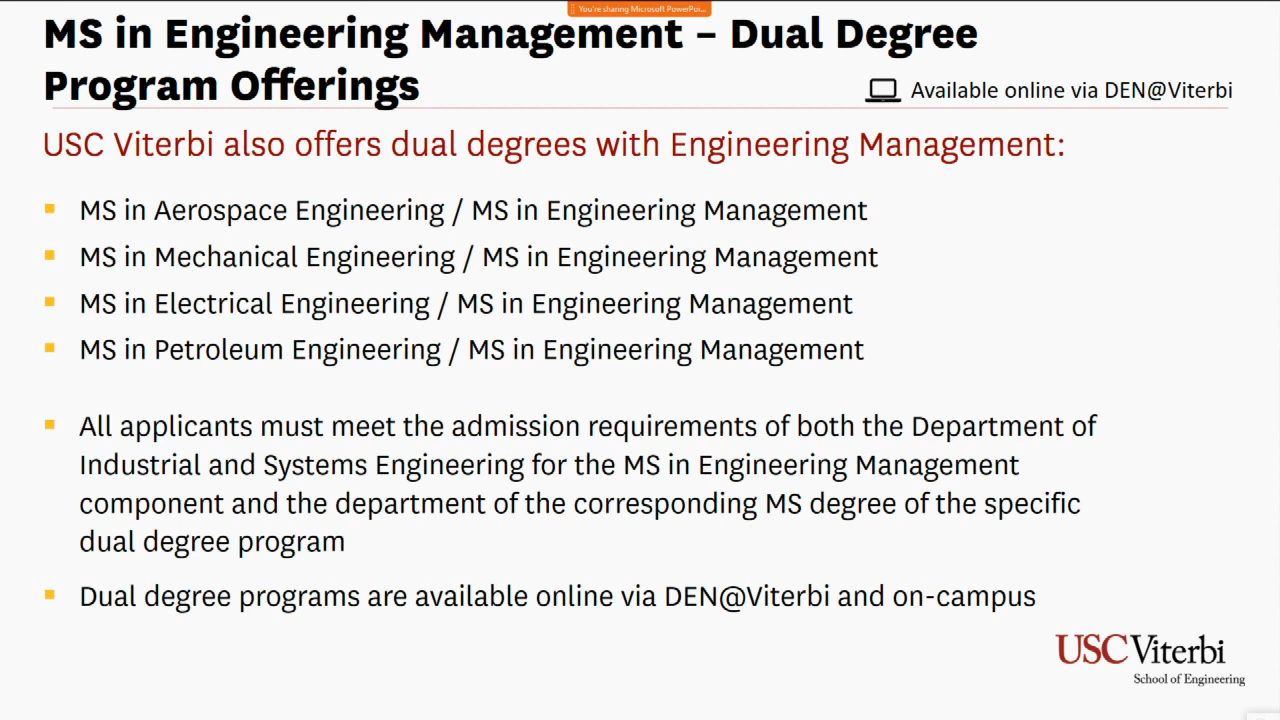 You're sharing Microsoft PowerPoi...
MS in Engineering Management – Dual Degree
Program Offerings
Available online via DEN@Viterbi
USC Viterbi also offers dual degrees with Engineering Management:
MS in Aerospace Engineering / MS in Engineering Management
MS in Mechanical Engineering / MS in Engineering Management
MS in Electrical Engineering / MS in Engineering Management
MS in Petroleum Engineering / MS in Engineering Management
All applicants must meet the admission requirements of both the Department of
Industrial and Systems Engineering for the MS in Engineering Management
component and the department of the corresponding MS degree of the specific
dual degree program
Dual degree programs are available online via DEN@Viterbi and on-campus
USC Viterbi
School of Engineering